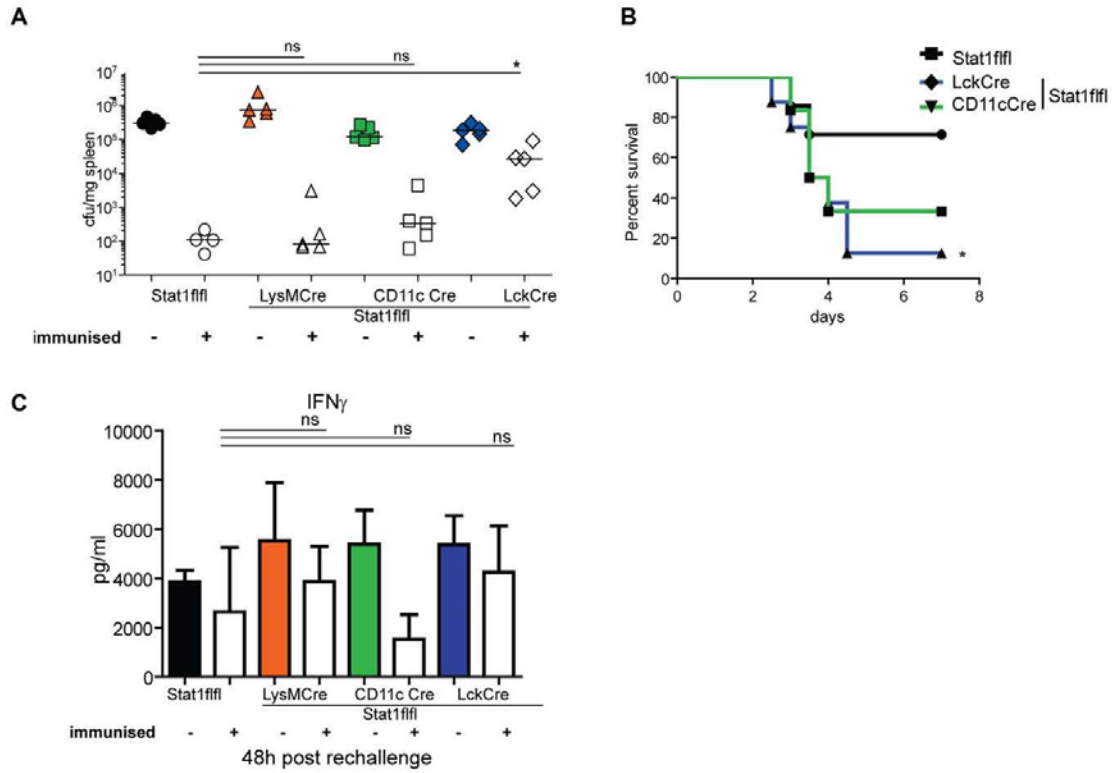 A
ns
ns
*
cfu/mg spleen
10^7
10^6
10^5
10^4
10^3
10^2
10^1
Stat1flfl LysMCre CD11c Cre LckCre
Stat1flfl
immunised - + - + - + - +
B
Stat1flfl
LckCre
CD11cCre
Stat1flfl
Percent survival
100
80
60
40
20
0
*
0 2 4 6 8
days
C
IFNγ
ns
ns
ns
pg/ml
10000
8000
6000
4000
2000
0
Stat1flfl LysMCre CD11c Cre LckCre
Stat1flfl
immunised - + - + - + - +
48h post rechallenge